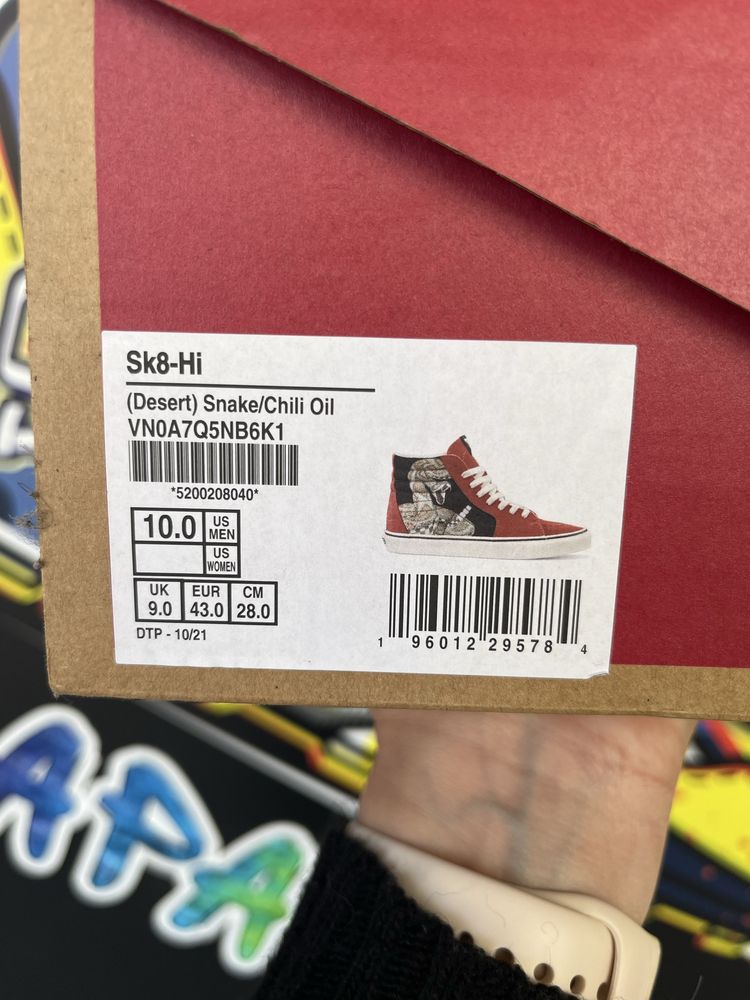 Sk8-Hi
(Desert) Snake/Chili Oil
VN0A7Q5NB6K1
*5200208040*
10.0 US MEN
US WOMEN
UK EUR CM
9.0 43.0 28.0
DTP - 10/21
1 96012 29578 4
APA